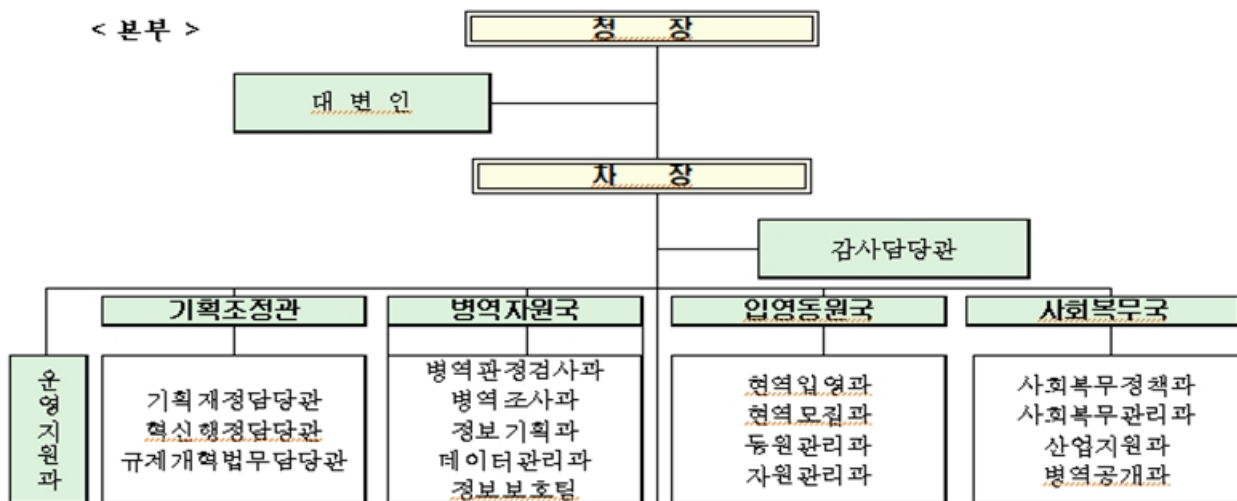 < 본부 >
청 장
대 변 인
차 장
감사담당관
기획조정관
병역자원국
입영동원국
사회복무국
운영지원과
기획재정담당관
혁신행정담당관
규제개혁법무담당관
병역판정검사과
병역조사과
정보기획과
데이터관리과
정보보호팀
현역입영과
현역모집과
동원관리과
자원관리과
사회복무정책과
사회복무관리과
산업지원과
병역공개과